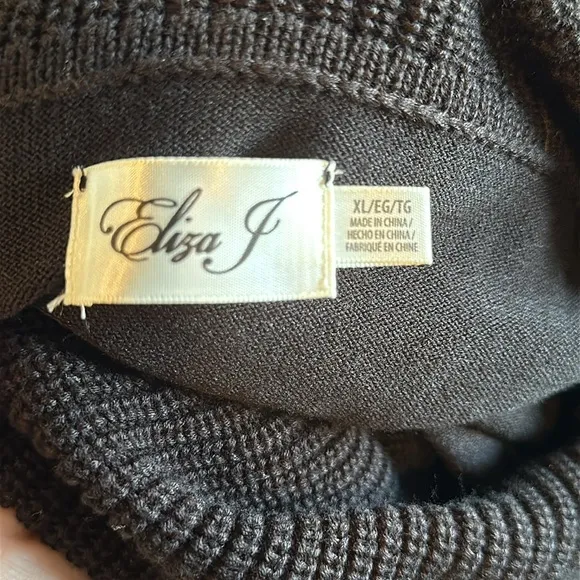 Eliza J
XL/EG/TG
MADE IN CHINA/
HECHO EN CHINA/
FABRIQUÉ EN CHINE